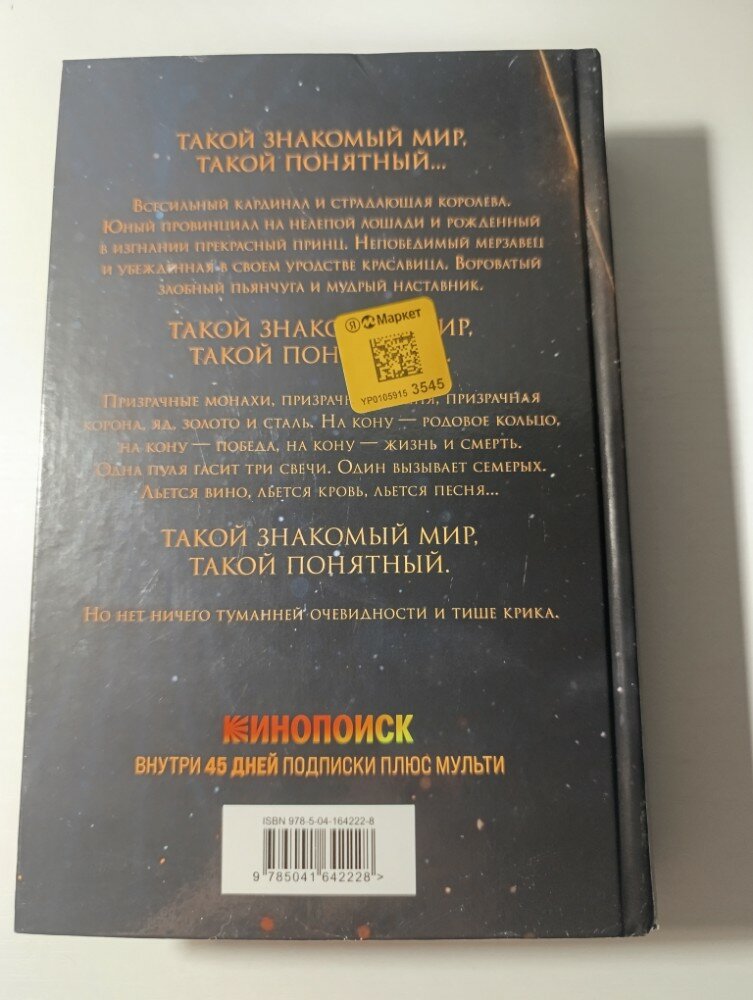 ТАКОЙ ЗНАКОМЫЙ МИР,
ТАКОЙ ПОНЯТНЫЙ...
Всесильный кардинал и страдающая королева.
Юный провинциал на нелепой лошади и рожденный
в изгнании прекрасный принц. Непобедимый мерзавец
и убежденная в своем уродстве красавица. Вороватый
злобный пьянчуга и мудрый наставник.
ТАКОЙ МИР,
ТАКОЙ
Я Маркет
YP0105915 3545
Призрачные монахи, призрачная
корона, яд, золото и сталь. На кону — родовое кольцо,
на кону — победа, на кону — жизнь и смерть.
Одна пуля гасит три свечи. Один вызывает семерых.
Льется вино, льется кровь, льется песня...
ТАКОЙ ЗНАКОМЫЙ МИР,
ТАКОЙ ПОНЯТНЫЙ.
Но нет ничего туманней очевидности и тише крика.
КИНОПОИСК
ВНУТРИ 45 ДНЕЙ ПОДПИСКИ ПЛЮС МУЛЬТИ
ISBN 978-5-04-164222-8
9 785041 642228 >